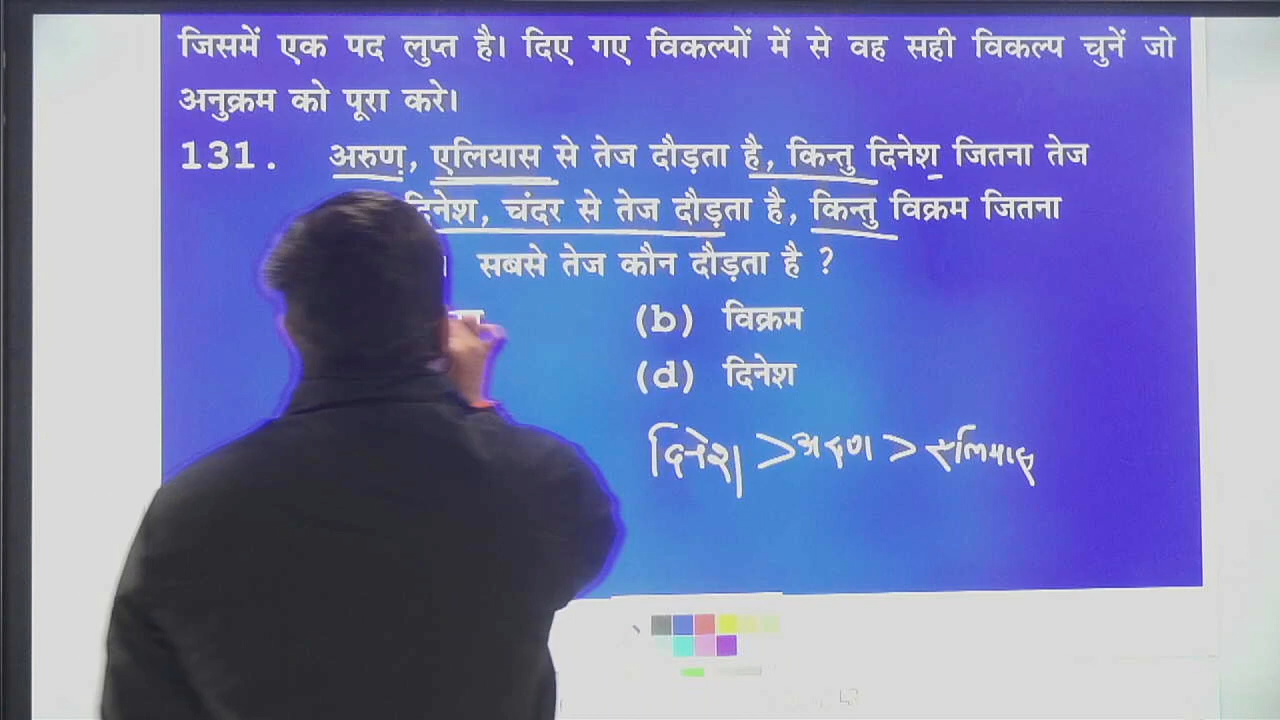 जिसमें एक पद लुप्त है। दिए गए विकल्पों में से वह सही विकल्प चुनें जो
अनुक्रम को पूरा करे।
131. अरुण, एलियास से तेज दौड़ता है, किन्तु दिनेश जितना तेज
दिनेश, चंदर से तेज दौड़ता है, किन्तु विक्रम जितना
। सबसे तेज कौन दौड़ता है ?
(b) विक्रम
(d) दिनेश
दिनेश > अरुण > एलियास